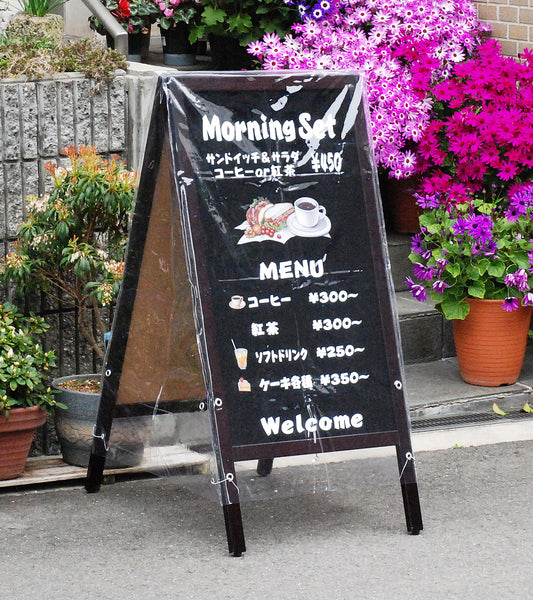 Morning Set
サンドイッチ&サラダ
コーヒーor紅茶 ¥450
MENU
コーヒー ¥300~
紅茶 ¥300~
ソフトドリンク ¥250~
ケーキ各種 ¥350~
Welcome